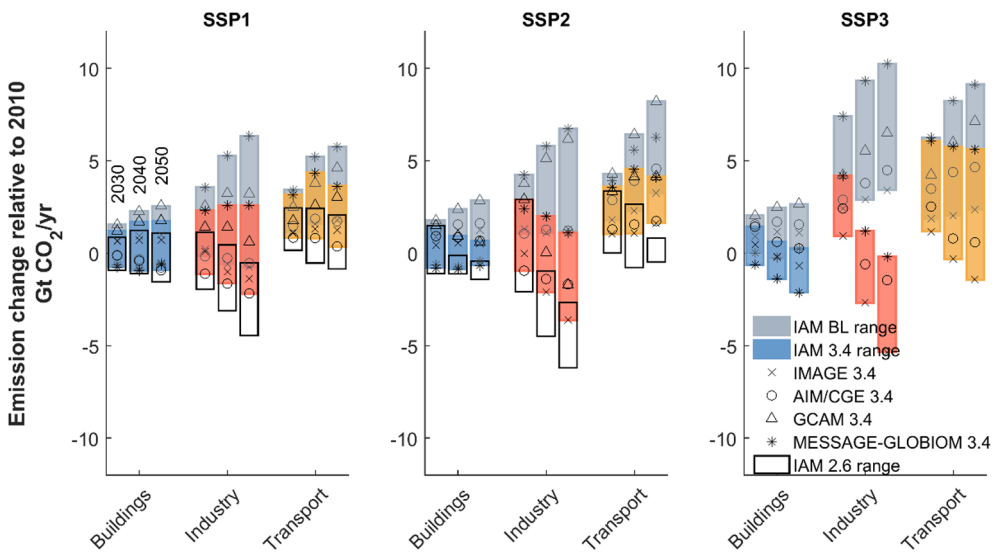 SSP1
SSP2
SSP3
Emission change relative to 2010
Gt CO2/yr
10
5
0
-5
-10
2030
2040
2050
Buildings
Industry
Transport
10
5
0
-5
-10
Buildings
Industry
Transport
10
5
0
-5
-10
IAM BL range
IAM 3.4 range
IMAGE 3.4
AIM/CGE 3.4
GCAM 3.4
MESSAGE-GLOBIOM 3.4
IAM 2.6 range
Buildings
Industry
Transport